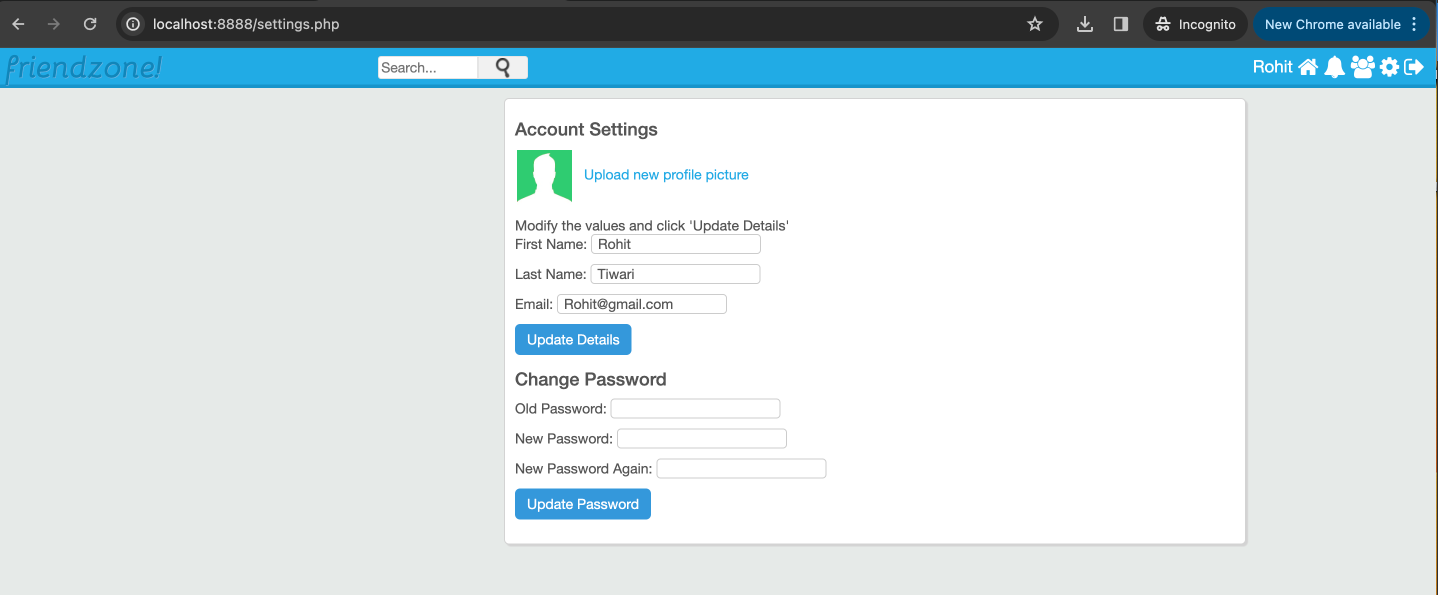 localhost:8888/settings.php
Incognito
New Chrome available
friendzone!
Search...
Rohit
Account Settings
Upload new profile picture
Modify the values and click 'Update Details'
First Name: Rohit
Last Name: Tiwari
Email: Rohit@gmail.com
Update Details
Change Password
Old Password:
New Password:
New Password Again:
Update Password